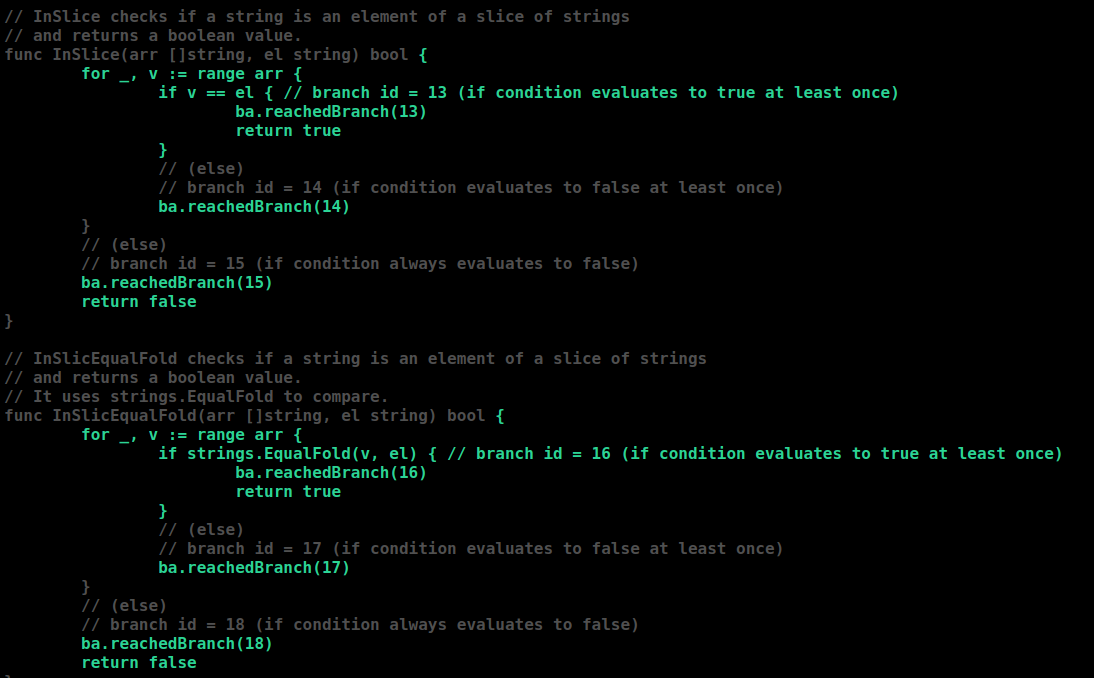 // InSlice checks if a string is an element of a slice of strings
// and returns a boolean value.
func InSlice(arr []string, el string) bool {
        for _, v := range arr {
                if v == el { // branch id = 13 (if condition evaluates to true at least once)
                        ba.reachedBranch(13)
                        return true
                }
                // (else)
                // branch id = 14 (if condition evaluates to false at least once)
                ba.reachedBranch(14)
        }
        // (else)
        // branch id = 15 (if condition always evaluates to false)
        ba.reachedBranch(15)
        return false
}

// InSlicEqualFold checks if a string is an element of a slice of strings
// and returns a boolean value.
// It uses strings.EqualFold to compare.
func InSlicEqualFold(arr []string, el string) bool {
        for _, v := range arr {
                if strings.EqualFold(v, el) { // branch id = 16 (if condition evaluates to true at least once)
                        ba.reachedBranch(16)
                        return true
                }
                // (else)
                // branch id = 17 (if condition evaluates to false at least once)
                ba.reachedBranch(17)
        }
        // (else)
        // branch id = 18 (if condition always evaluates to false)
        ba.reachedBranch(18)
        return false
}